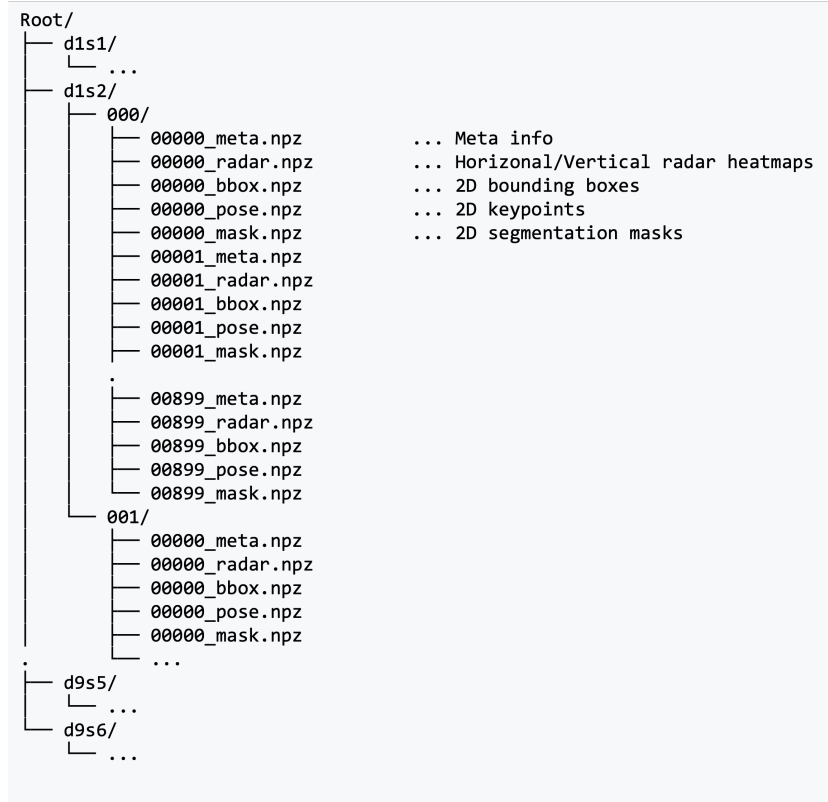 Root/
├── d1s1/
│   └── ...
├── d1s2/
│   ├── 000/
│   │   ├── 00000_meta.npz ... Meta info
│   │   ├── 00000_radar.npz ... Horizonal/Vertical radar heatmaps
│   │   ├── 00000_bbox.npz ... 2D bounding boxes
│   │   ├── 00000_pose.npz ... 2D keypoints
│   │   ├── 00000_mask.npz ... 2D segmentation masks
│   │   ├── 00001_meta.npz
│   │   ├── 00001_radar.npz
│   │   ├── 00001_bbox.npz
│   │   ├── 00001_pose.npz
│   │   ├── 00001_mask.npz
│   │   .
│   │   ├── 00899_meta.npz
│   │   ├── 00899_radar.npz
│   │   ├── 00899_bbox.npz
│   │   ├── 00899_pose.npz
│   │   └── 00899_mask.npz
│   └── 001/
│       ├── 00000_meta.npz
│       ├── 00000_radar.npz
│       ├── 00000_bbox.npz
│       ├── 00000_pose.npz
│       ├── 00000_mask.npz
.       └── ...
├── d9s5/
│   └── ...
└── d9s6/
    └── ...